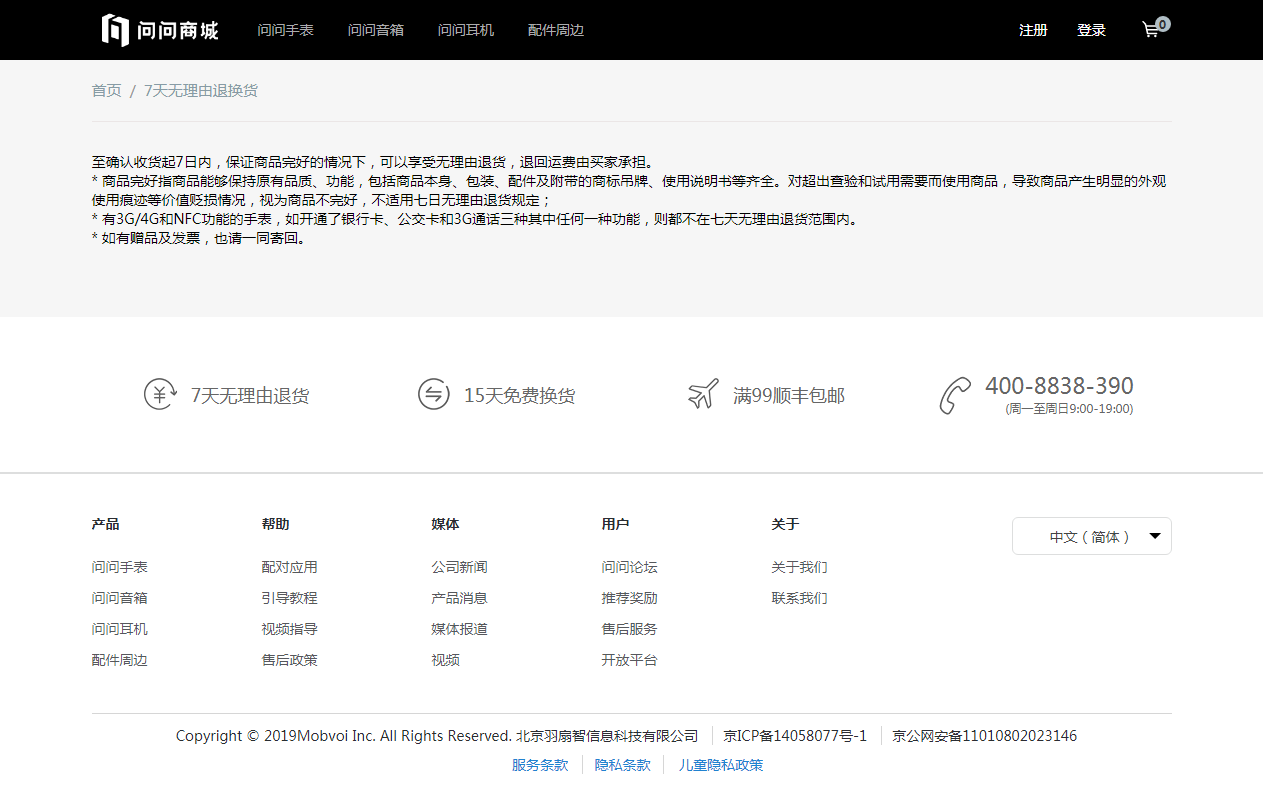 问问商城 问问手表 问问音箱 问问耳机 配件周边 注册 登录 0
首页 / 7天无理由退换货
至确认收货起7日内，保证商品完好的情况下，可以享受无理由退货，退回运费由买家承担。
* 商品完好指商品能够保持原有品质、功能，包括商品本身、包装、配件及附带的商标吊牌、使用说明书等齐全。对超出查验和试用需要而使用商品，导致商品产生明显的外观
使用痕迹等价值贬损情况，视为商品不完好，不适用七日无理由退货规定；
* 有3G/4G和NFC功能的手表，如开通了银行卡、公交卡和3G通话三种其中任何一种功能，则都不在七天无理由退货范围内。
* 如有赠品及发票，也请一同寄回。
7天无理由退货 15天免费换货 满99顺丰包邮 400-8838-390
(周一至周日9:00-19:00)
产品 帮助 媒体 用户 关于 中文（简体）
问问手表 配对应用 公司新闻 问问论坛 关于我们
问问音箱 引导教程 产品消息 推荐奖励 联系我们
问问耳机 视频指导 媒体报道 售后服务
配件周边 售后政策 视频 开放平台
Copyright © 2019Mobvoi Inc. All Rights Reserved. 北京羽扇智信息科技有限公司 京ICP备14058077号-1 京公网安备11010802023146
服务条款 隐私条款 儿童隐私政策